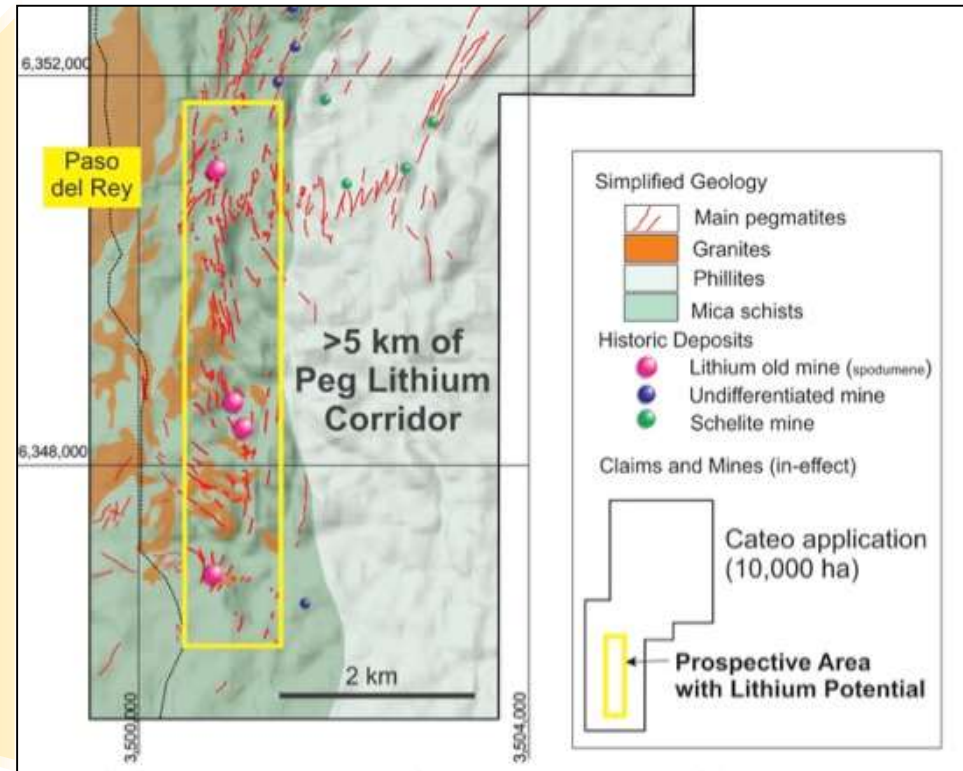 6,352,000
Paso
del Rey
>5 km of
Peg Lithium
Corridor
6,348,000
2 km
3,500,000
3,504,000
Simplified Geology
Main pegmatites
Granites
Phillites
Mica schists
Historic Deposits
Lithium old mine (spodumene)
Undifferentiated mine
Schelite mine
Claims and Mines (in-effect)
Cateo application
(10,000 ha)
Prospective Area
with Lithium Potential